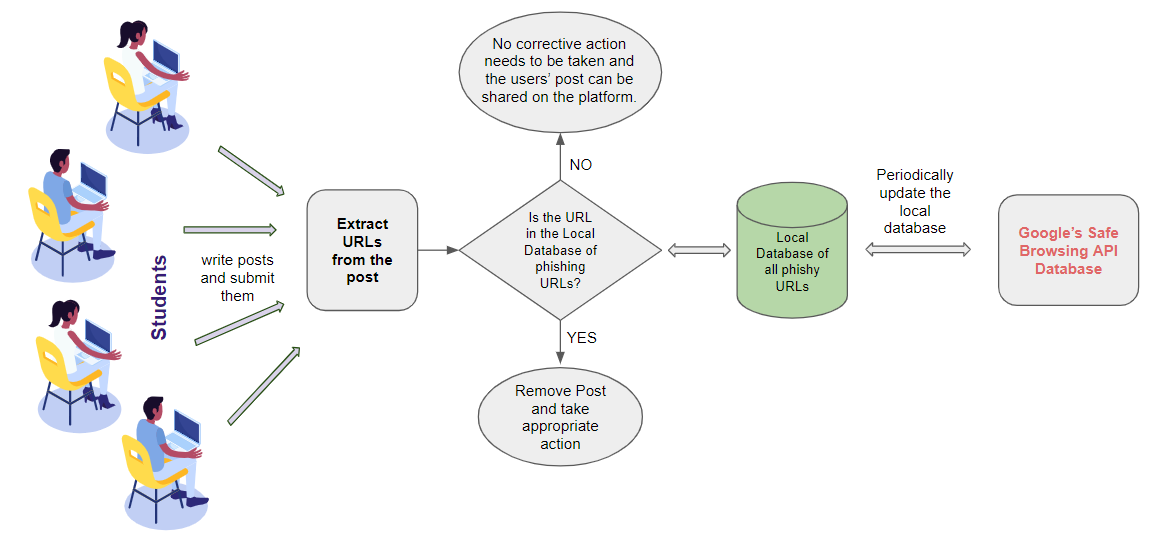 No corrective action
needs to be taken and
the users’ post can be
shared on the platform.
NO
Students
write posts
and submit
them
Extract
URLs
from the
post
Is the URL
in the Local
Database of
phishing
URLs?
YES
Remove Post
and take
appropriate
action
Local
Database of
all phishy
URLs
Periodically
update the
local
database
Google’s Safe
Browsing API
Database